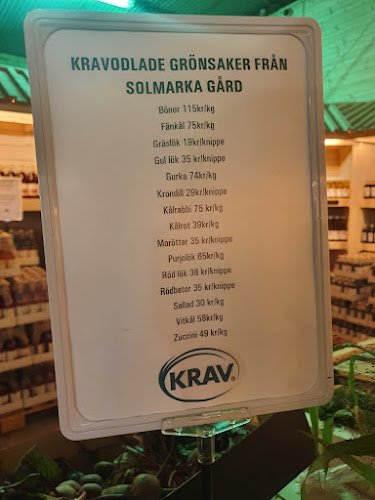 KRAVODLADE GRÖNSAKER FRÅN
SOLMARKA GÅRD
Bönor 115kr/kg
Fänkål 75kr/kg
Gräslök 19kr/knippe
Gul lök 35 kr/knippe
Gurka 74kr/kg
Krondill 29kr/knippe
Kålrabbi 75 kr/kg
Kålrot 39kr/kg
Morötter 35 kr/knippe
Purjolök 65kr/kg
Röd lök 38 kr/knippe
Rödbetor 35 kr/knippe
Sallad 30 kr/kg
Vitkål 58kr/kg
Zuccini 49 kr/kg
KRAV®